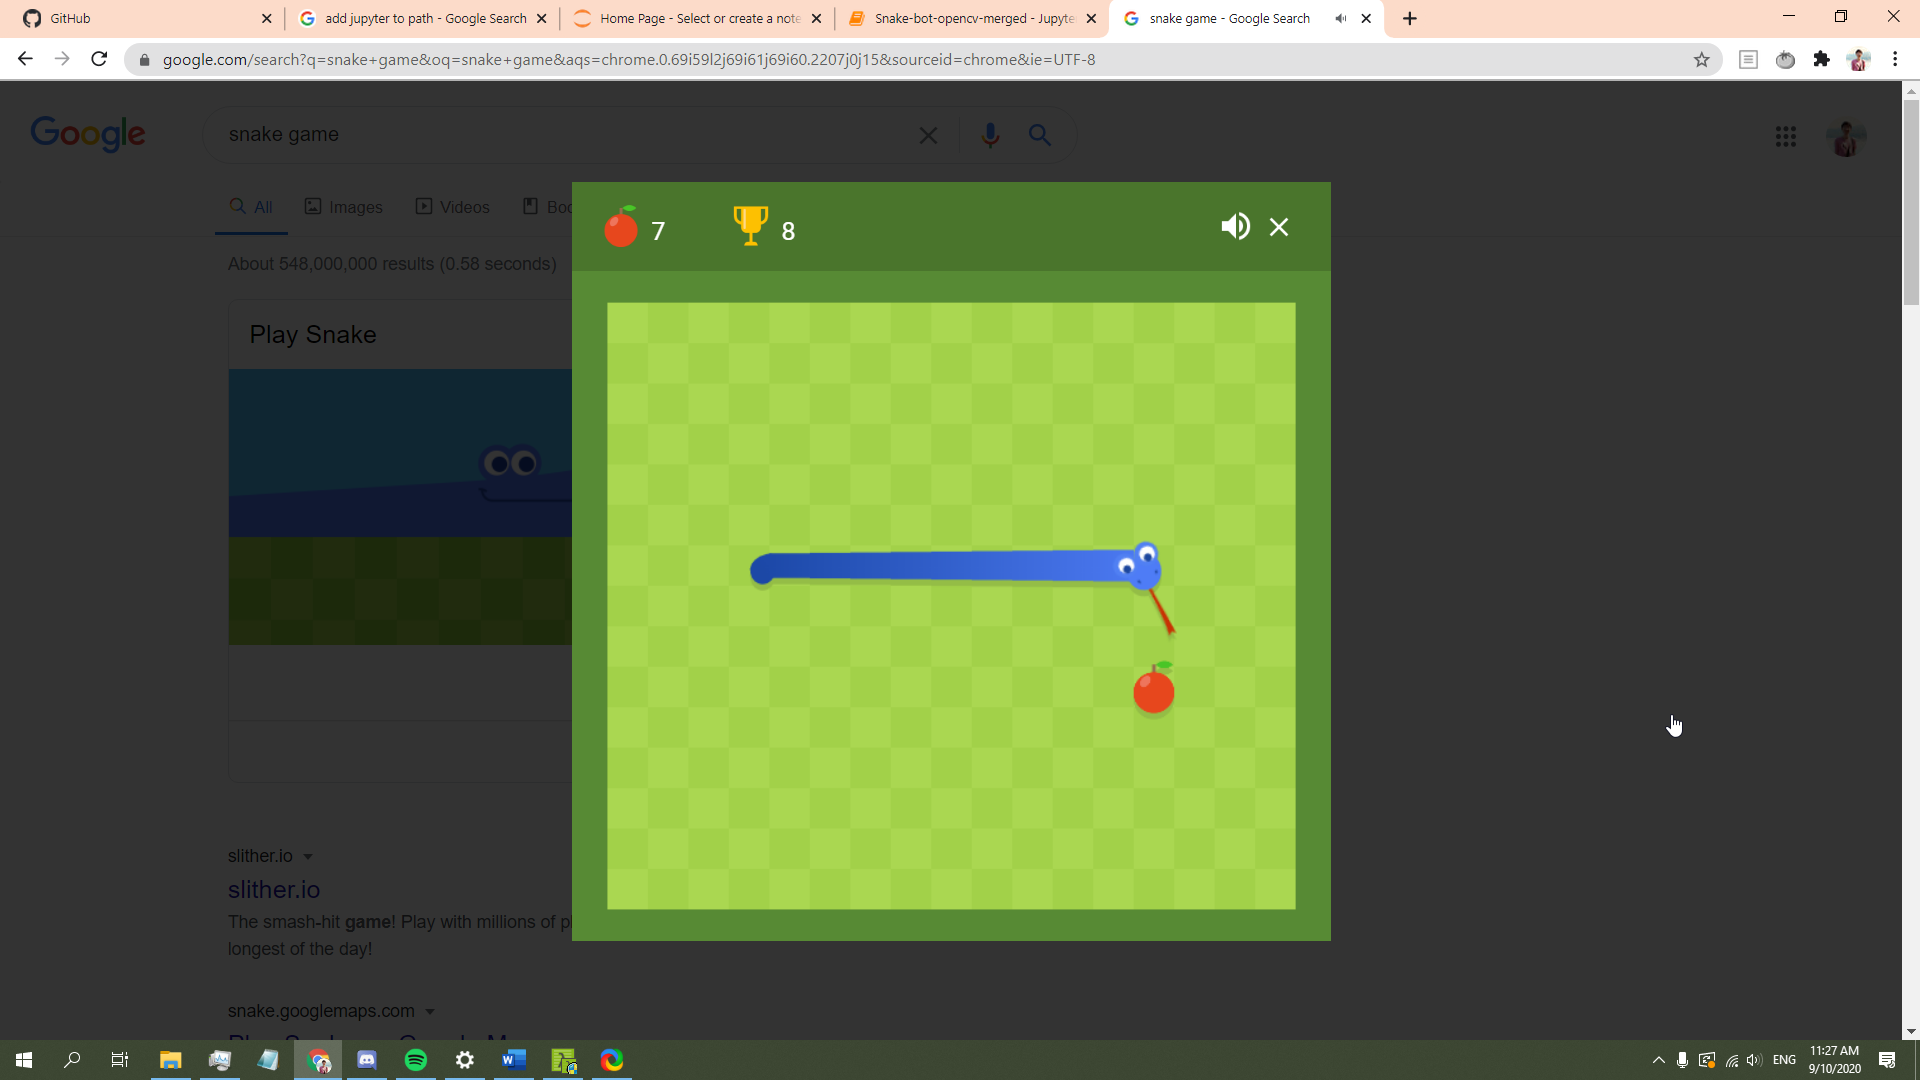 GitHub
add jupyter to path - Google Search
Home Page - Select or create a note
Snake-bot-opencv-merged - Jupyte
snake game - Google Search
google.com/search?q=snake+game&oq=snake+game&aqs=chrome.0.69i59l2j69i61j69i60.2207j0j15&sourceid=chrome&ie=UTF-8
Google
snake game
All
Images
Videos
Boo
7
8
About 548,000,000 results (0.58 seconds)
Play Snake
slither.io
slither.io
The smash-hit game! Play with millions of p
longest of the day!
snake.googlemaps.com
ENG
11:27 AM
9/10/2020